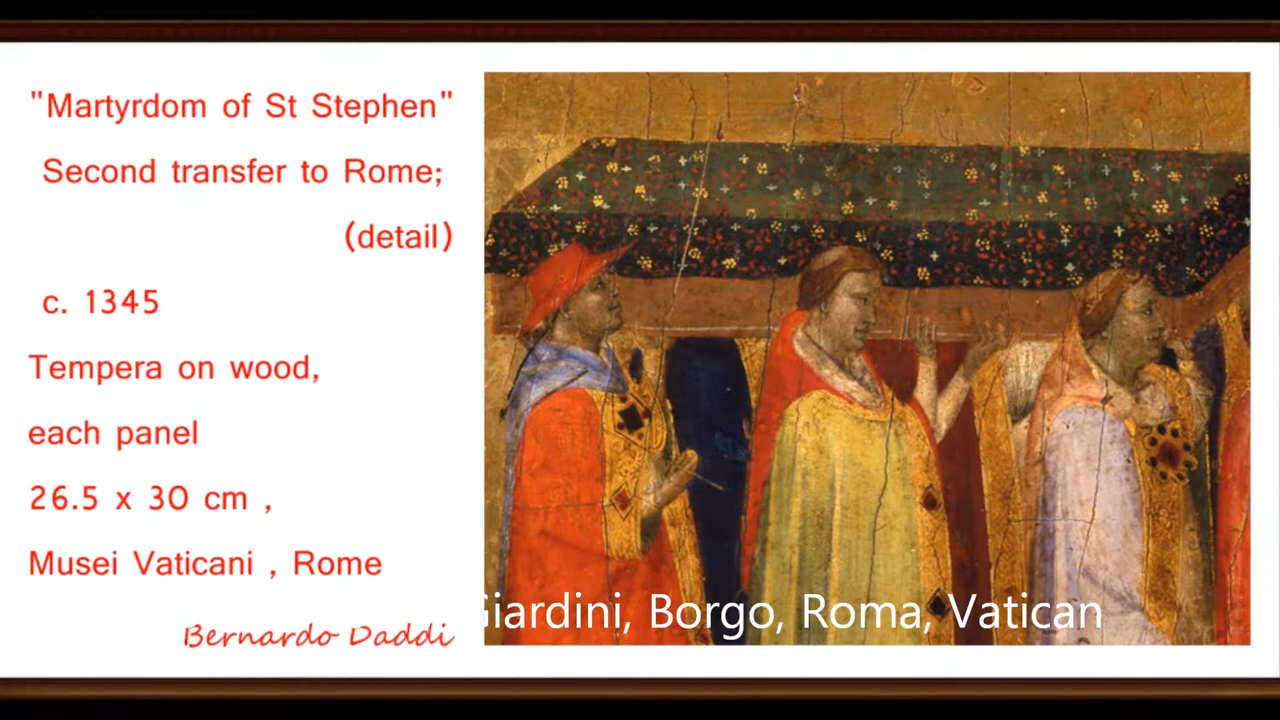 "Martyrdom of St Stephen"
Second transfer to Rome;
(detail)
c. 1345
Tempera on wood,
each panel
26.5 x 30 cm ,
Musei Vaticani , Rome
Bernardo Daddi
Giardini, Borgo, Roma, Vatican